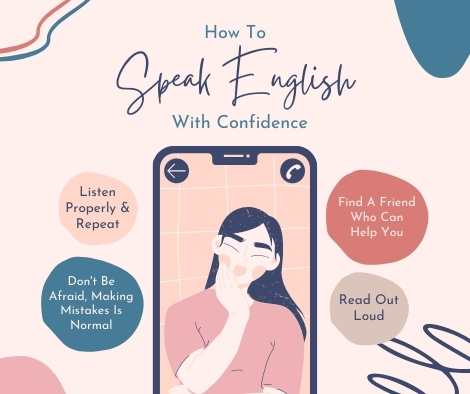 How To
Speak English
With Confidence
Listen
Properly &
Repeat
Find A Friend
Who Can
Help You
Don't Be
Afraid, Making
Mistakes Is
Normal
Read Out
Loud